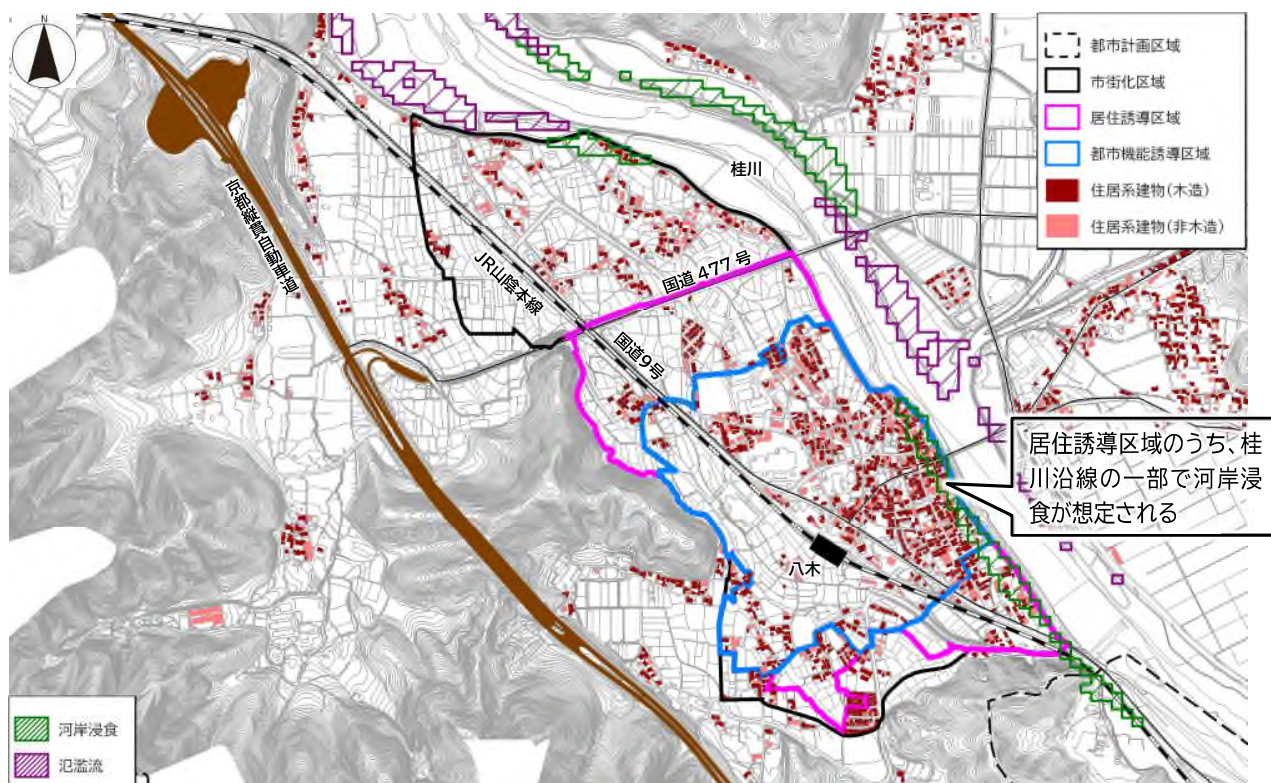 N
都市計画区域
市街化区域
居住誘導区域
都市機能誘導区域
住居系建物(木造)
住居系建物(非木造)
桂川
京都縦貫自動車道
JR山陰本線
国道477号
国道9号
居住誘導区域のうち、桂
川沿線の一部で河岸浸
食が想定される
八木
河岸浸食
氾濫流